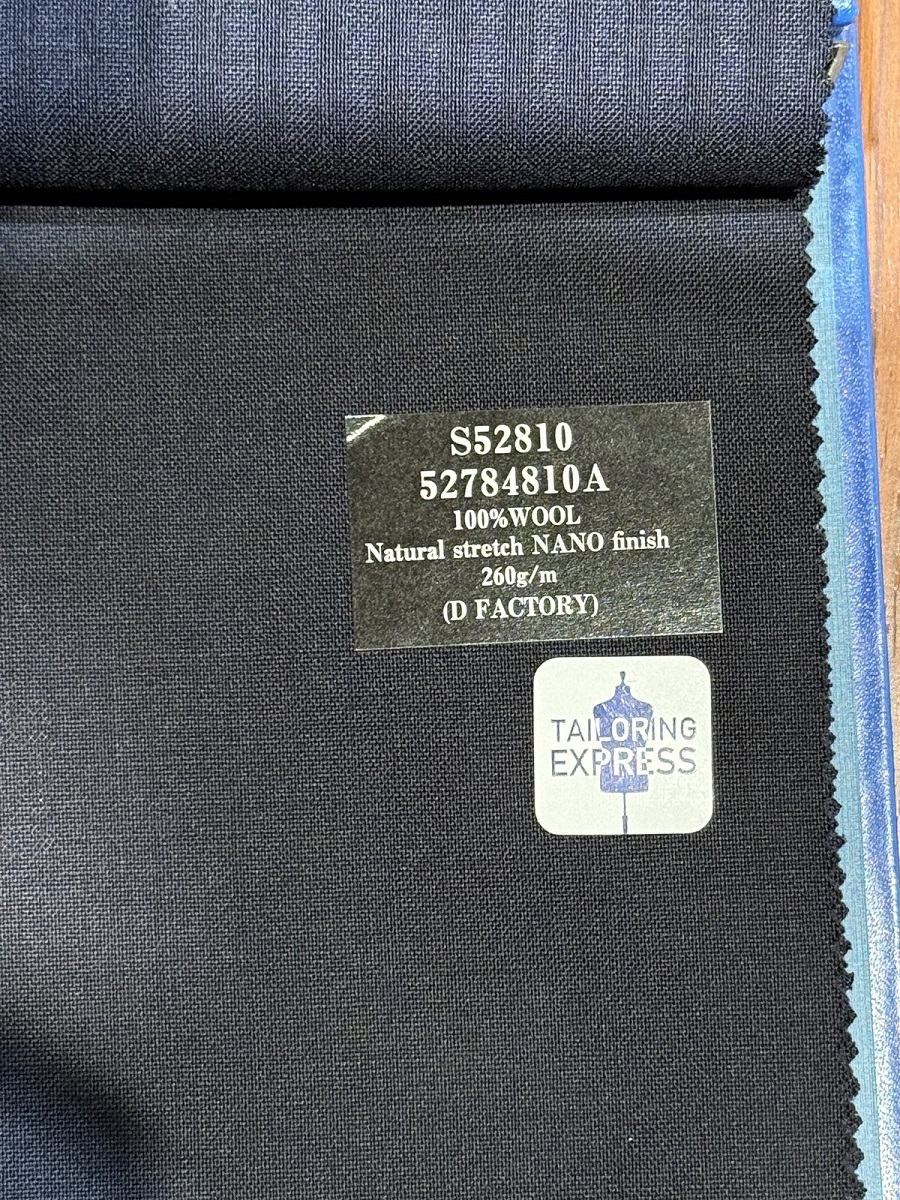 S52810
52784810A
100%WOOL
Natural stretch NANO finish
260g/m
(D FACTORY)
TAILORING
EXPRESS